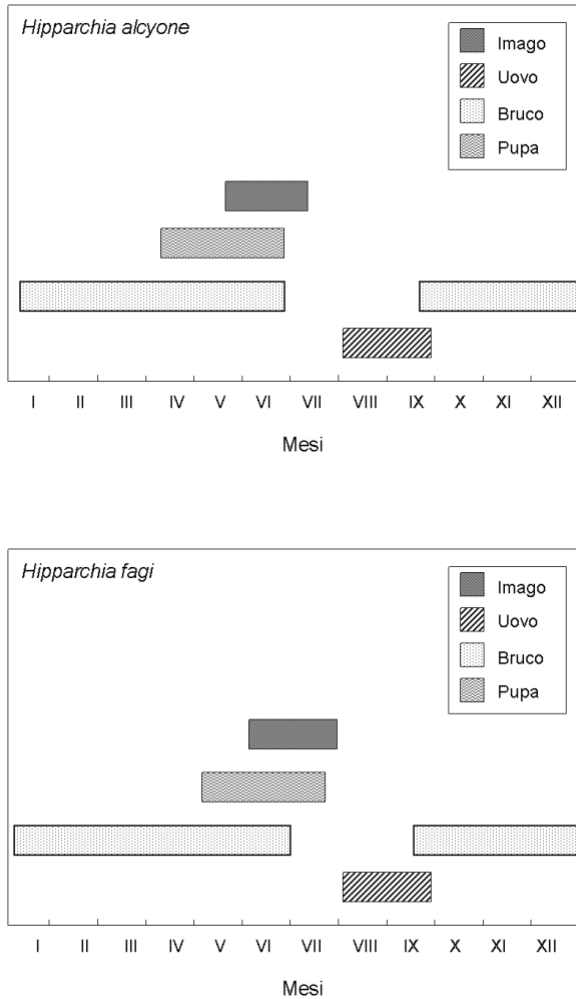 Hipparchia alcyone
Imago
Uovo
Bruco
Pupa
I II III IV V VI VII VIII IX X XI XII
Mesi
Hipparchia fagi
Imago
Uovo
Bruco
Pupa
I II III IV V VI VII VIII IX X XI XII
Mesi